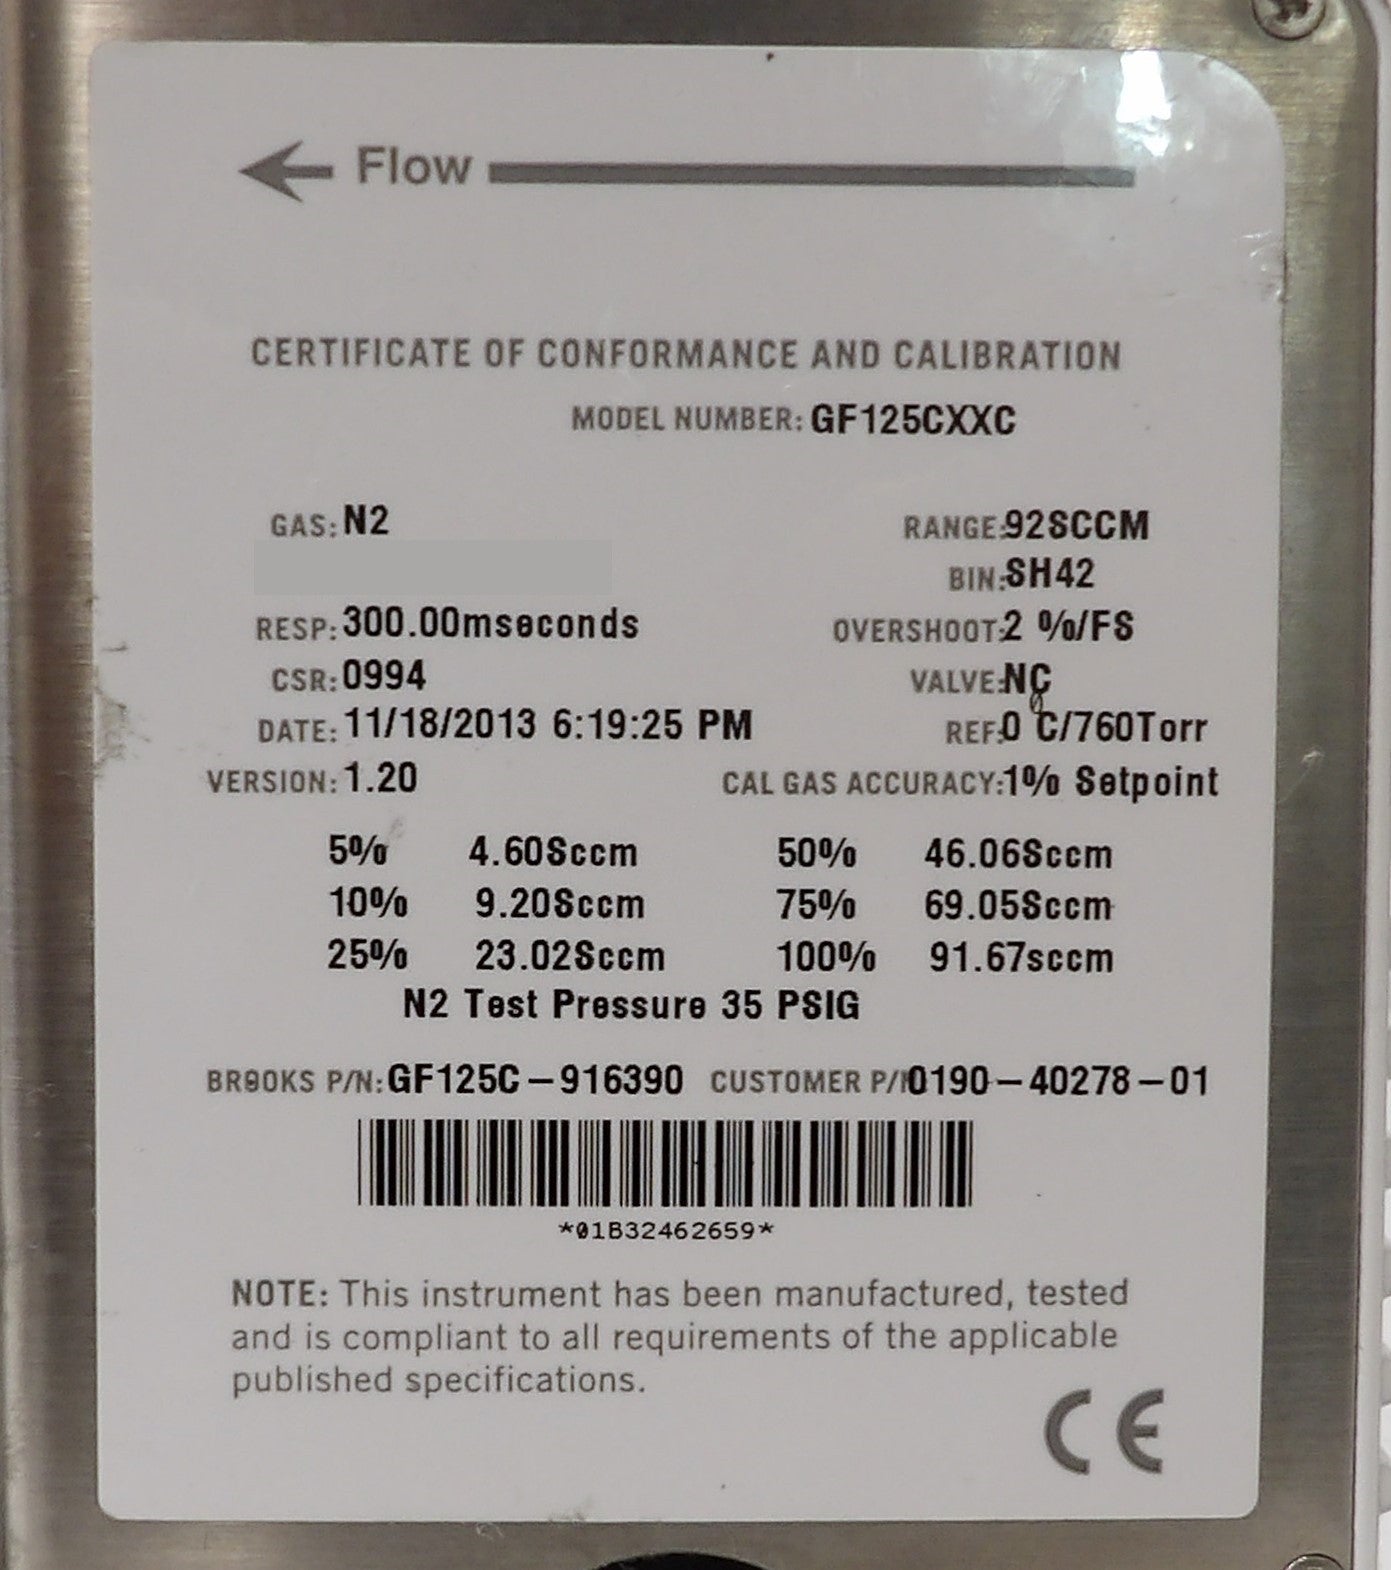 Flow
CERTIFICATE OF CONFORMANCE AND CALIBRATION
MODEL NUMBER: GF125CXXC
GAS: N2 RANGE: 92SCCM
BIN: SH42
RESP: 300.00mseconds OVERSHOOT: 2 %/FS
CSR: 0994 VALVE: NC
DATE: 11/18/2013 6:19:25 PM REF: 0 °C/760Torr
VERSION: 1.20 CAL GAS ACCURACY: 1% Setpoint
5% 4.60Sccm 50% 46.06Sccm
10% 9.20Sccm 75% 69.05Sccm
25% 23.02Sccm 100% 91.67sccm
N2 Test Pressure 35 PSIG
BROOKS P/N: GF125C-916390 CUSTOMER P/N 0190-40278-01
*01B32462659*
NOTE: This instrument has been manufactured, tested
and is compliant to all requirements of the applicable
published specifications.
CE